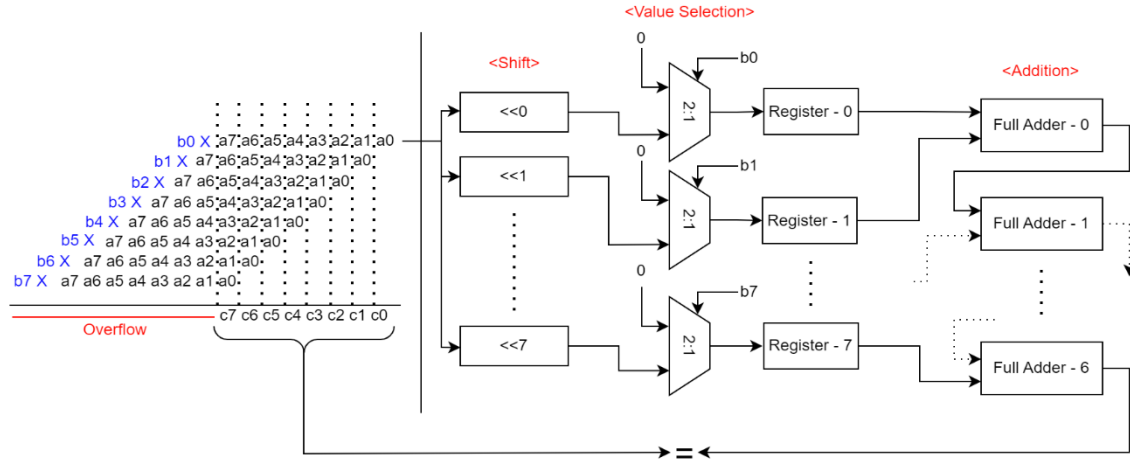 <Value Selection>
<Shift>
<Addition>
b0 X a7 a6 a5 a4 a3 a2 a1 a0
b1 X a7 a6 a5 a4 a3 a2 a1 a0
b2 X a7 a6 a5 a4 a3 a2 a1 a0
b3 X a7 a6 a5 a4 a3 a2 a1 a0
b4 X a7 a6 a5 a4 a3 a2 a1 a0
b5 X a7 a6 a5 a4 a3 a2 a1 a0
b6 X a7 a6 a5 a4 a3 a2 a1 a0
b7 X a7 a6 a5 a4 a3 a2 a1 a0
Overflow
c7 c6 c5 c4 c3 c2 c1 c0
<<0
0
b0
2:1
Register - 0
Full Adder - 0
<<1
0
b1
2:1
Register - 1
Full Adder - 1
<<7
0
b7
2:1
Register - 7
Full Adder - 6
=